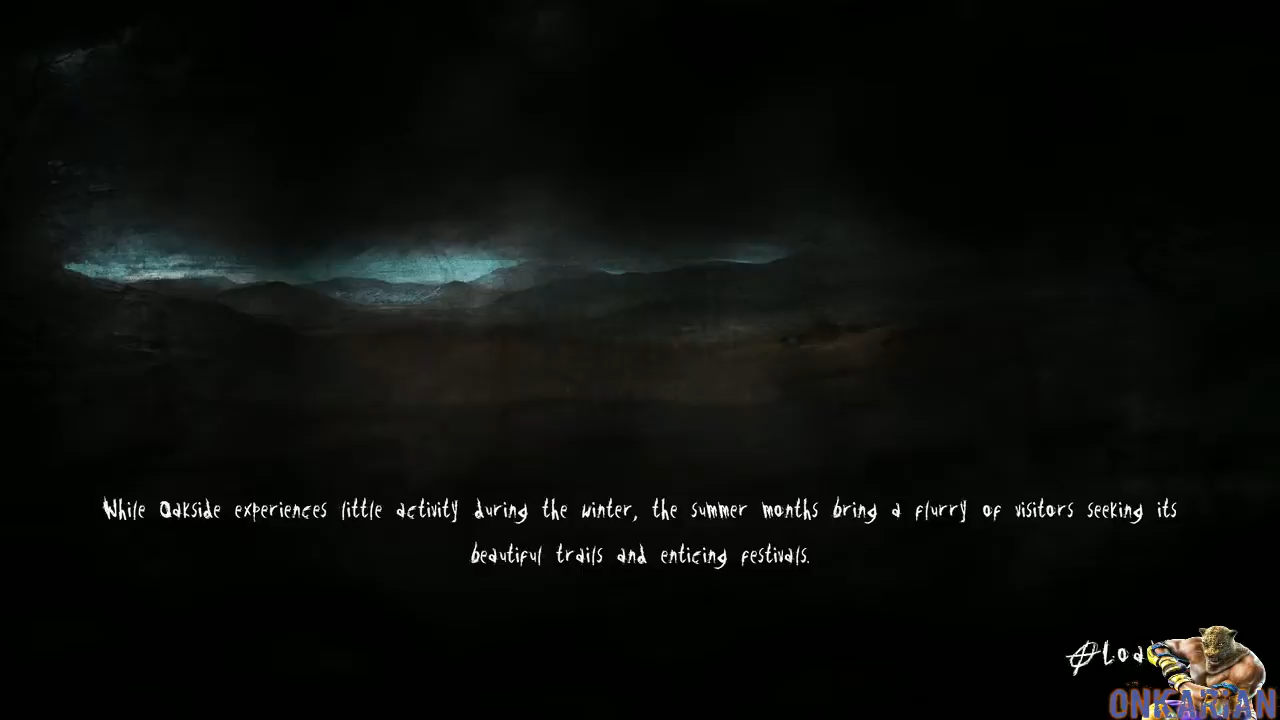 While Oakside experiences little activity during the winter, the summer months bring a flurry of visitors seeking its
beautiful trails and enticing festivals.
ONKARIAN